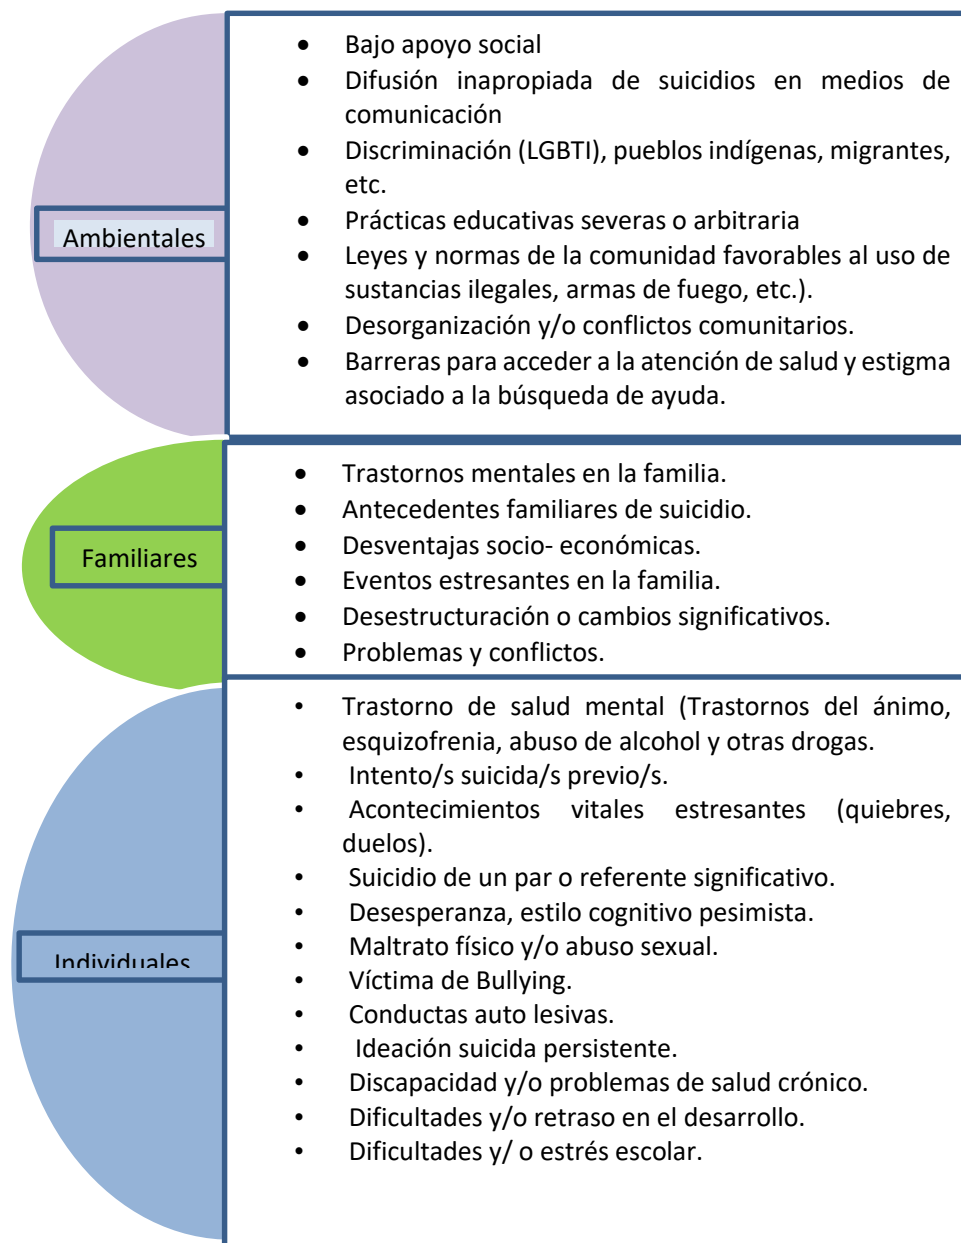 Ambientales
• Bajo apoyo social
• Difusión inapropiada de suicidios en medios de
comunicación
• Discriminación (LGBTI), pueblos indígenas, migrantes,
etc.
• Prácticas educativas severas o arbitraria
• Leyes y normas de la comunidad favorables al uso de
sustancias ilegales, armas de fuego, etc.).
• Desorganización y/o conflictos comunitarios.
• Barreras para acceder a la atención de salud y estigma
asociado a la búsqueda de ayuda.
Familiares
• Trastornos mentales en la familia.
• Antecedentes familiares de suicidio.
• Desventajas socio- económicas.
• Eventos estresantes en la familia.
• Desestructuración o cambios significativos.
• Problemas y conflictos.
Individuales
• Trastorno de salud mental (Trastornos del ánimo,
esquizofrenia, abuso de alcohol y otras drogas.
• Intento/s suicida/s previo/s.
• Acontecimientos vitales estresantes (quiebres,
duelos).
• Suicidio de un par o referente significativo.
• Desesperanza, estilo cognitivo pesimista.
• Maltrato físico y/o abuso sexual.
• Víctima de Bullying.
• Conductas auto lesivas.
• Ideación suicida persistente.
• Discapacidad y/o problemas de salud crónico.
• Dificultades y/o retraso en el desarrollo.
• Dificultades y/ o estrés escolar.